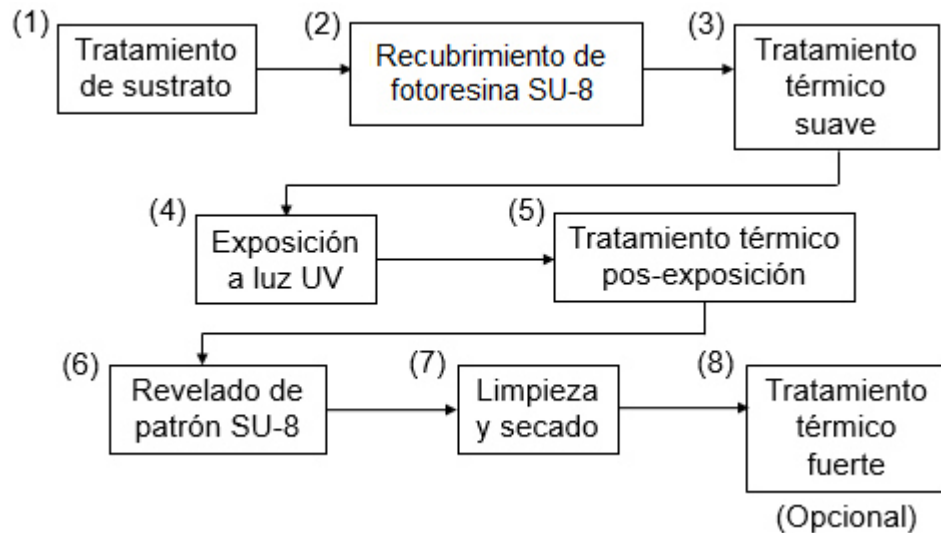 (1)
Tratamiento
de sustrato
(2)
Recubrimiento de
fotoresina SU-8
(3)
Tratamiento
térmico
suave
(4)
Exposición
a luz UV
(5)
Tratamiento térmico
pos-exposición
(6)
Revelado de
patrón SU-8
(7)
Limpieza
y secado
(8)
Tratamiento
térmico
fuerte
(Opcional)